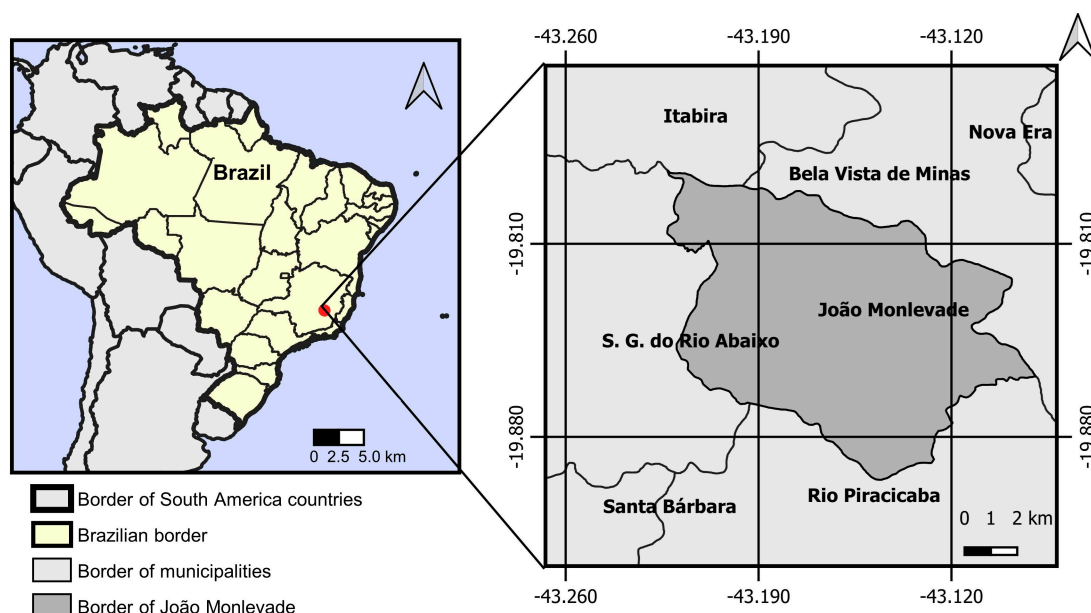 -43.260 -43.190 -43.120
Brazil
Itabira
Nova Era
Bela Vista de Minas
-19.810 -19.810
João Monlevade
S. G. do Rio Abaixo
-19.880 -19.880
0 2.5 5.0 km
Santa Bárbara
Rio Piracicaba
0 1 2 km
-43.260 -43.190 -43.120
Border of South America countries
Brazilian border
Border of municipalities
Border of João Monlevade